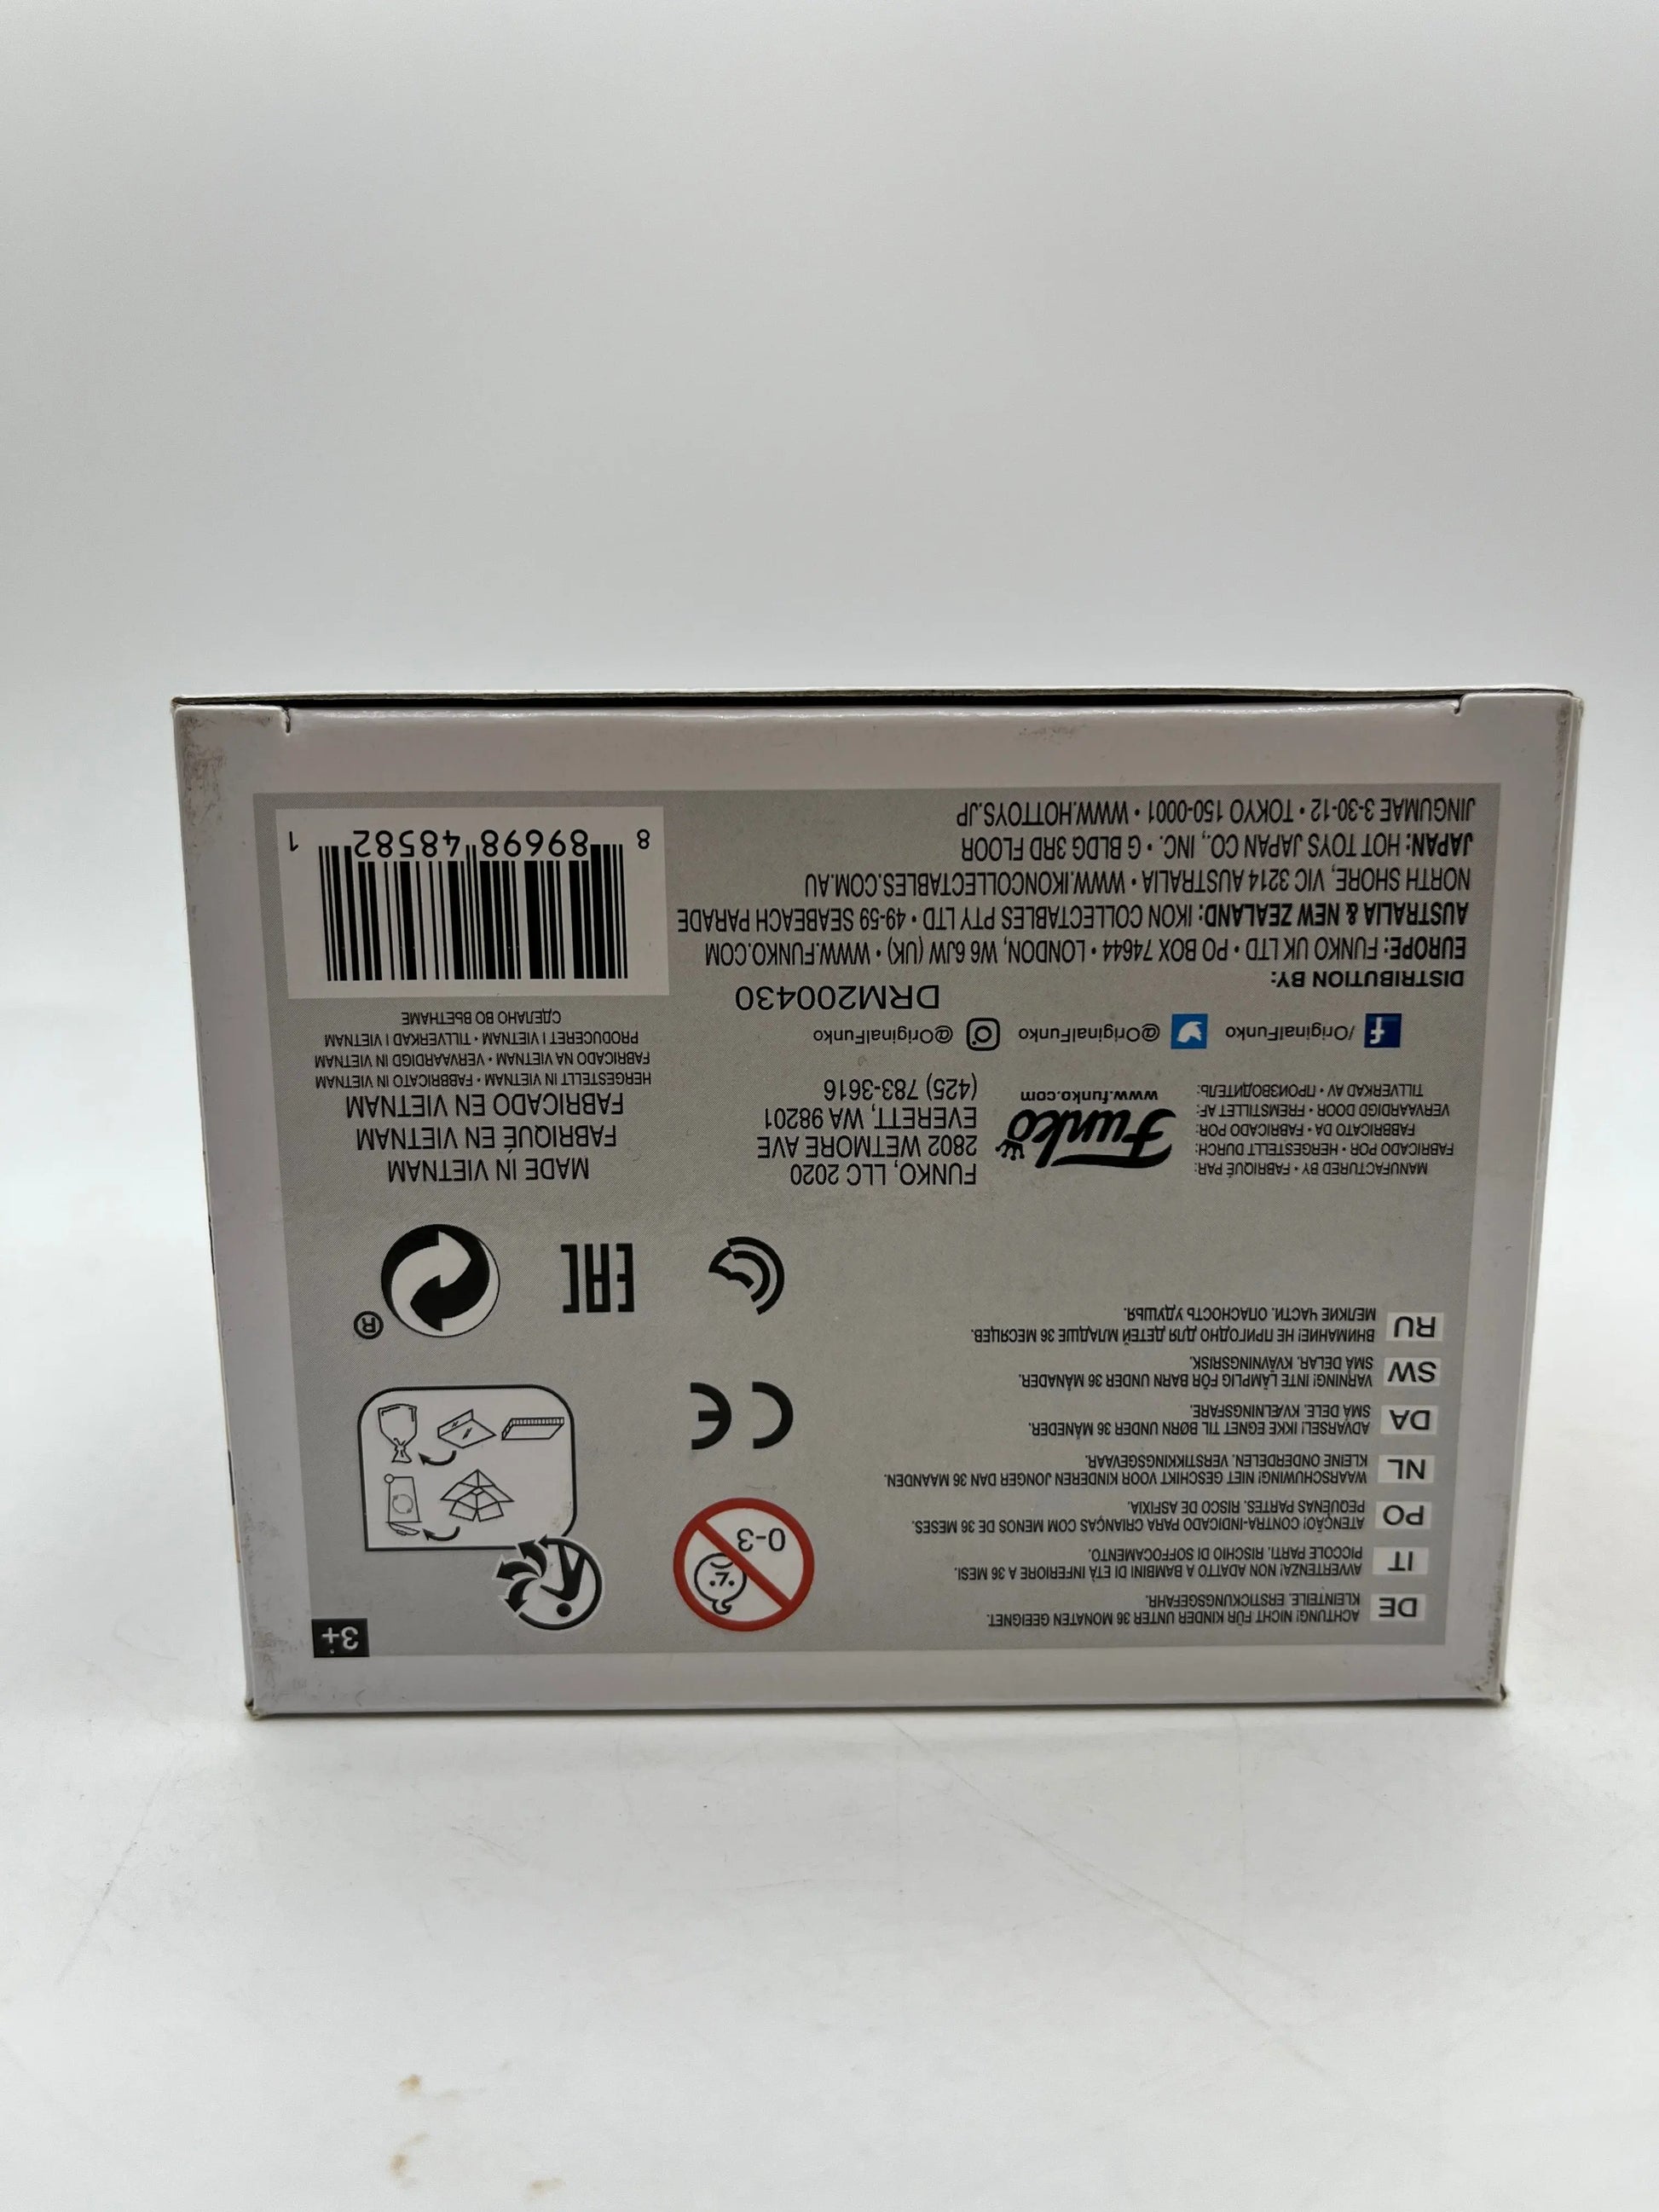 3+
DE
ACHTUNG! NICHT FÜR KINDER UNTER 36 MONATEN GEEIGNET.
KLEINTEILE. ERSTICKUNGSGEFAHR.
IT
AVVERTENZA! NON ADATTO A BAMBINI DI ETÀ INFERIORE A 36 MESI.
PICCOLE PARTI. RISCHIO DI SOFFOCAMENTO.
PO
ATENÇÃO! CONTRA-INDICADO PARA CRIANÇAS COM MENOS DE 36 MESES.
PEQUENAS PARTES. RISCO DE ASFIXIA.
NL
WAARSCHUWING! NIET GESCHIKT VOOR KINDEREN JONGER DAN 36 MAANDEN.
KLEINE ONDERDELEN. VERSTIKKINGSGEVAAR.
DA
ADVARSEL! IKKE EGNET TIL BØRN UNDER 36 MÅNEDER.
SMÅ DELE. KVÆLNINGSFARE.
SW
VARNING! INTE LÄMPLIG FÖR BARN UNDER 36 MÅNADER.
SMÅ DELAR. KVÄVNINGSRISK.
RU
ВНИМАНИЕ! НЕ ПРИГОДНО ДЛЯ ДЕТЕЙ МЛАДШЕ 36 МЕСЯЦЕВ.
МЕЛКИЕ ЧАСТИ. ОПАСНОСТЬ УДУШЬЯ.
0-3
CE
EAC
®
MANUFACTURED BY • FABRIQUÉ PAR:
FABRICADO POR • HERGESTELLT DURCH:
FABBRICATO DA • FABRICADO POR:
VERVAARDIGD DOOR • FREMSTILLET AF:
TILLVERKAD AV • ПРОИЗВОДИТЕЛЬ:
Funko
www.funko.com
FUNKO, LLC 2020
2802 WETMORE AVE
EVERETT, WA 98201
(425) 783-3616
MADE IN VIETNAM
FABRIQUÉ EN VIETNAM
FABRICADO EN VIETNAM
HERGESTELLT IN VIETNAM • FABBRICATO IN VIETNAM
FABRICADO NA VIETNAM • VERVAARDIGD IN VIETNAM
PRODUCERET I VIETNAM • TILLVERKAD I VIETNAM
СДЕЛАНО ВО ВЬЕТНАМЕ
/OriginalFunko
@OriginalFunko
@OriginalFunko
DRM200430
DISTRIBUTION BY:
EUROPE: FUNKO UK LTD • PO BOX 74644 • LONDON, W6 6JW (UK) • WWW.FUNKO.COM
AUSTRALIA & NEW ZEALAND: IKON COLLECTABLES PTY LTD • 49-59 SEABEACH PARADE
NORTH SHORE, VIC 3214 AUSTRALIA • WWW.IKONCOLLECTABLES.COM.AU
JAPAN: HOT TOYS JAPAN CO., INC. • G BLDG 3RD FLOOR
JINGUMAE 3-30-12 • TOKYO 150-0001 • WWW.HOTTOYS.JP
8 89698 48582 1